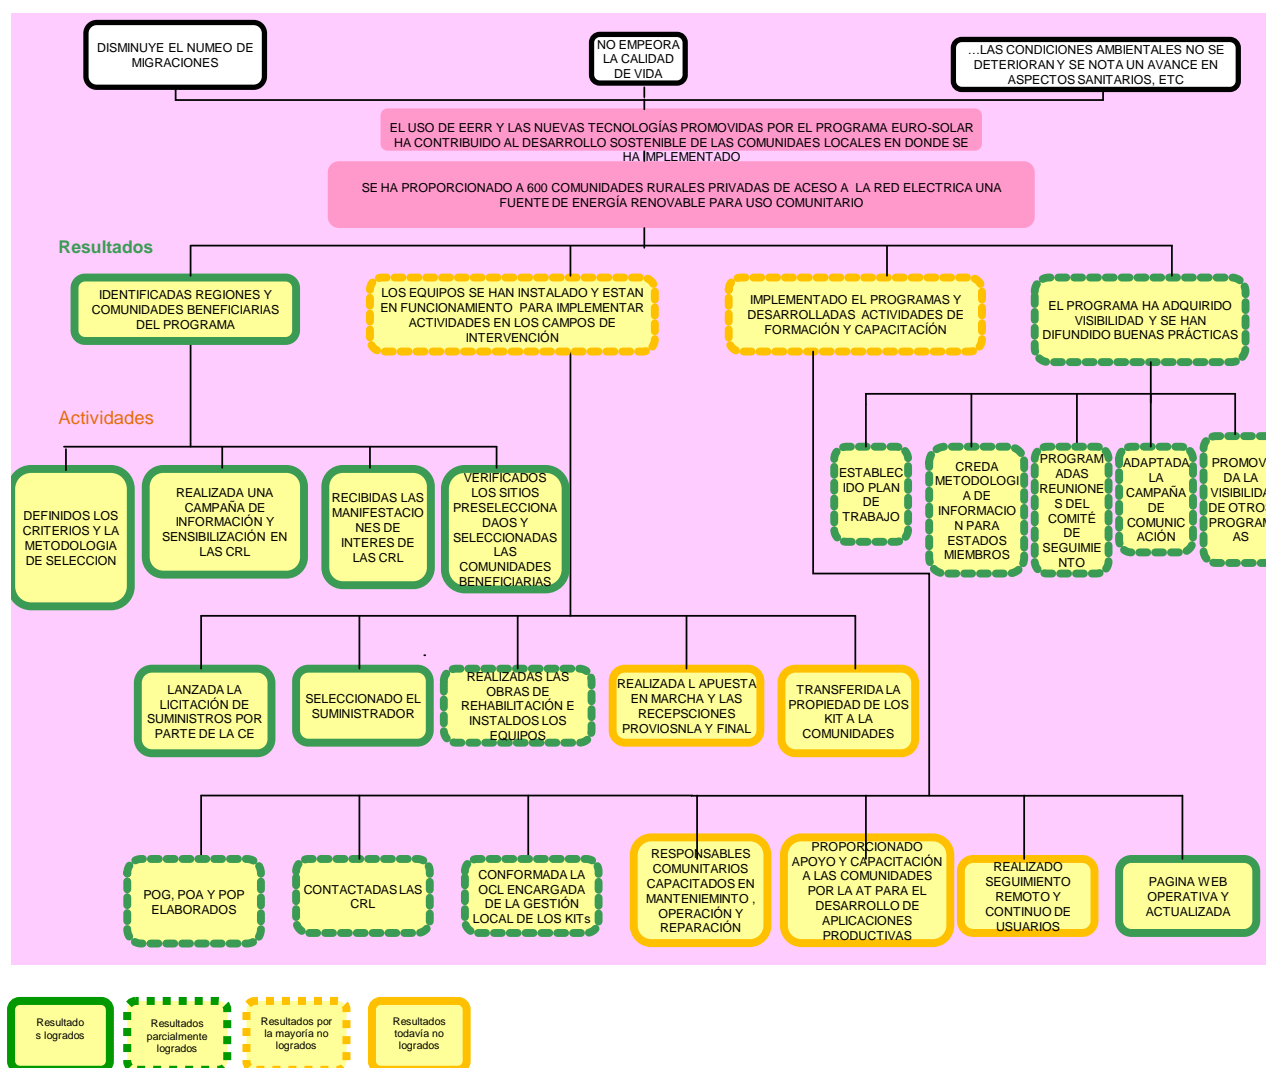 DISMINUYE EL NUMEO DE
MIGRACIONES
NO EMPEORA
LA CALIDAD
DE VIDA
…LAS CONDICIONES AMBIENTALES NO SE
DETERIORAN Y SE NOTA UN AVANCE EN
ASPECTOS SANITARIOS, ETC
EL USO DE EERR Y LAS NUEVAS TECNOLOGÍAS PROMOVIDAS POR EL PROGRAMA EURO-SOLAR
HA CONTRIBUIDO AL DESARROLLO SOSTENIBLE DE LAS COMUNIDAES LOCALES EN DONDE SE
HA IMPLEMENTADO
SE HA PROPORCIONADO A 600 COMUNIDADES RURALES PRIVADAS DE ACESO A LA RED ELECTRICA UNA
FUENTE DE ENERGÍA RENOVABLE PARA USO COMUNITARIO
Resultados
IDENTIFICADAS REGIONES Y
COMUNIDADES BENEFICIARIAS
DEL PROGRAMA
LOS EQUIPOS SE HAN INSTALADO Y ESTAN
EN FUNCIONAMIENTO PARA IMPLEMENTAR
ACTIVIDADES EN LOS CAMPOS DE
INTERVENCIÓN
IMPLEMENTADO EL PROGRAMAS Y
DESARROLLADAS ACTIVIDADES DE
FORMACIÓN Y CAPACITACÍÓN
EL PROGRAMA HA ADQUIRIDO
VISIBILIDAD Y SE HAN
DIFUNDIDO BUENAS PRÁCTICAS
Actividades
DEFINIDOS LOS
CRITERIOS Y LA
METODOLOGIA
DE SELECCION
REALIZADA UNA
CAMPAÑA DE
INFORMACIÓN Y
SENSIBILIZACIÓN EN
LAS CRL
RECIBIDAS LAS
MANIFESTACIO
NES DE
INTERES DE
LAS CRL
VERIFICADOS
LOS SITIOS
PRESELECCIONA
DAOS Y
SELECCIONADAS
LAS
COMUNIDADES
BENEFICIARIAS
ESTABLEC
IDO PLAN
DE
TRABAJO
CREDA
METODOLOGI
A DE
INFORMACIO
N PARA
ESTADOS
MIEMBROS
PROGRAM
ADAS
REUNIONE
S DEL
COMITÉ
DE
SEGUIMIE
NTO
ADAPTADA
LA
CAMPAÑA
DE
COMUNIC
ACIÓN
PROMOVI
DA LA
VISIBILIDA
DE OTROS
PROGRAM
AS
LANZADA LA
LICITACIÓN DE
SUMINISTROS POR
PARTE DE LA CE
SELECCIONADO EL
SUMINISTRADOR
REALIZADAS LAS
OBRAS DE
REHABILITACIÓN E
INSTALDOS LOS
EQUIPOS
REALIZADA L APUESTA
EN MARCHA Y LAS
RECEPSCIONES
PROVIOSNLA Y FINAL
TRANSFERIDA LA
PROPIEDAD DE LOS
KIT A LA
COMUNIDADES
POG, POA Y POP
ELABORADOS
CONTACTADAS LAS
CRL
CONFORMADA LA
OCL ENCARGADA
DE LA GESTIÓN
LOCAL DE LOS KITs
RESPONSABLES
COMUNITARIOS
CAPACITADOS EN
MANTENIEMINTO ,
OPERACIÓN Y
REPARACIÓN
PROPORCIONADO
APOYO Y CAPACITACIÓN
A LAS COMUNIDADES
POR LA AT PARA EL
DESARROLLO DE
APLICACIONES
PRODUCTIVAS
REALIZADO
SEGUIMIENTO
REMOTO Y
CONTINUO DE
USUARIOS
PAGINA WEB
OPERATIVA Y
ACTUALIZADA
Resultado
s logrados
Resultados
parcialmente
logrados
Resultados por
la mayoría no
logrados
Resultados
todavía no
logrados